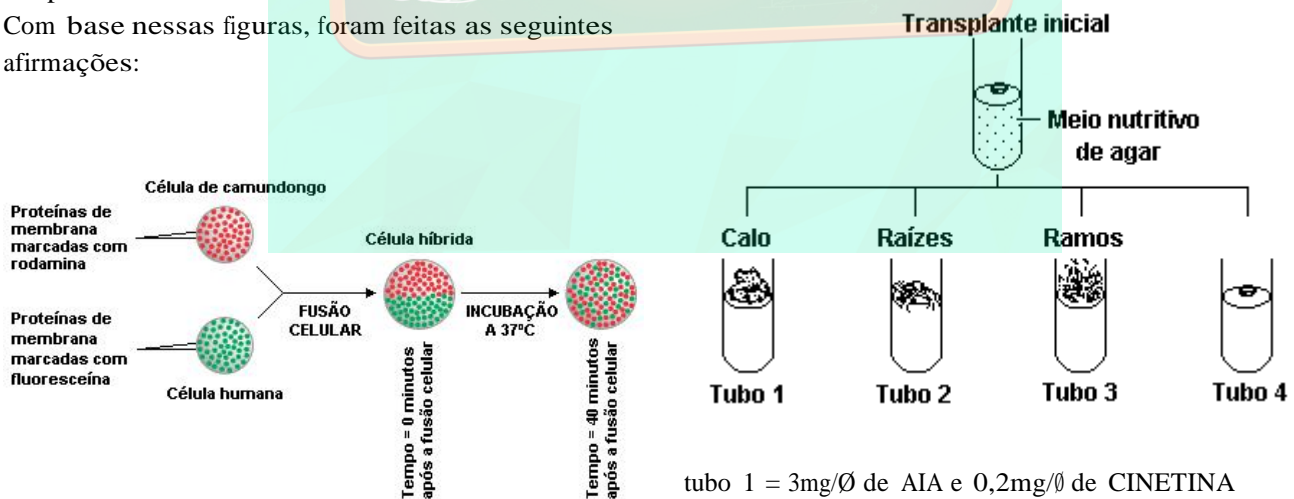 Com base nessas figuras, foram feitas as seguintes
afirmações:
Célula de camundongo
Proteínas de
membrana
marcadas com
rodamina
Proteínas de
membrana
marcadas com
fluoresceína
Célula humana
FUSÃO
CELULAR
Célula híbrida
INCUBAÇÃO
A 37ºC
Tempo = 0 minutos
após a fusão celular
Tempo = 40 minutos
após a fusão celular
Transplante inicial
Meio nutritivo
de agar
Calo
Raízes
Ramos
Tubo 1
Tubo 2
Tubo 3
Tubo 4
tubo 1 = 3mg/Ø de AIA e 0,2mg/Ø de CINETINA